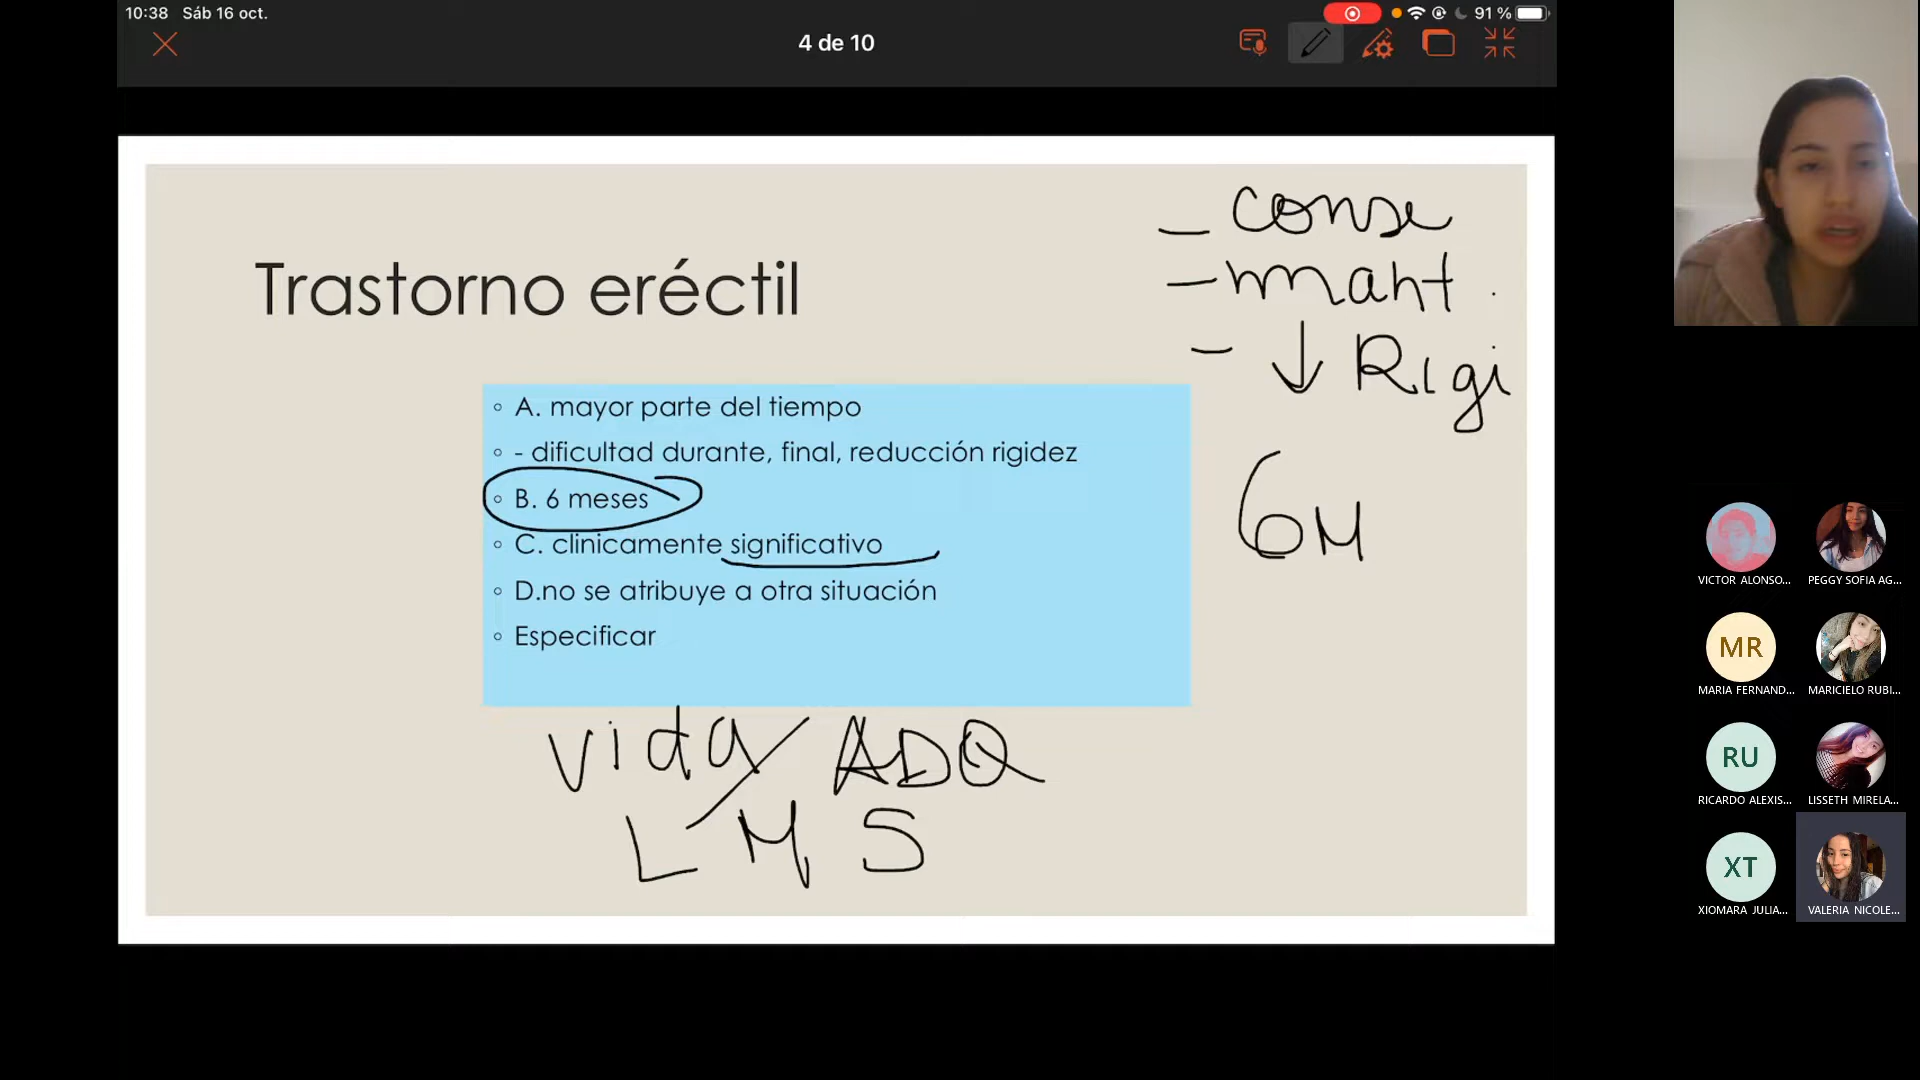 10:38 Sáb 16 oct.
91 %
4 de 10
- conse
- mant.
- ↓ Rigi
Trastorno eréctil
◦ A. mayor parte del tiempo
◦ - dificultad durante, final, reducción rigidez
◦ B. 6 meses
◦ C. clinicamente significativo
◦ D.no se atribuye a otra situación
◦ Especificar
6M
vida/ADQ
L M S
VICTOR ALONSO...
PEGGY SOFIA AG...
MR
MARIA FERNAND...
MARICIELO RUBI...
RU
RICARDO ALEXIS...
LISSETH MIRELA...
XT
XIOMARA JULIA...
VALERIA NICOLE...